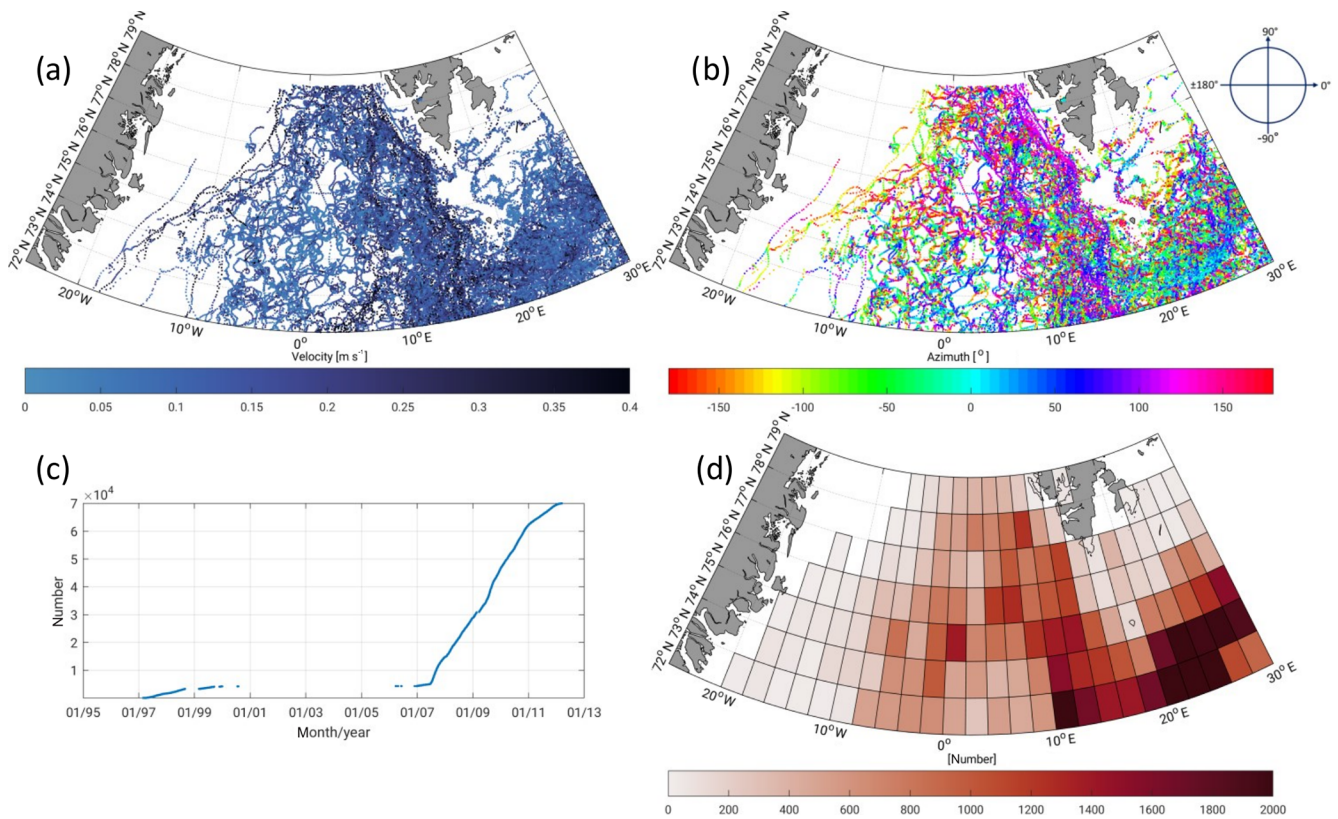 (a)
72°N 73°N 74°N 75°N 76°N 77°N 78°N 79°N
20°W
10°W
0°
10°E
20°E
30°E
Velocity [m s⁻¹]
0 0.05 0.1 0.15 0.2 0.25 0.3 0.35 0.4
(b)
90°
±180°
0°
-90°
72°N 73°N 74°N 75°N 76°N 77°N 78°N 79°N
20°W
10°W
0°
10°E
20°E
30°E
Azimuth [°]
-150 -100 -50 0 50 100 150
(c)
×10⁴
7
6
5
4
3
2
1
Number
01/95 01/97 01/99 01/01 01/03 01/05 01/07 01/09 01/11 01/13
Month/year
(d)
72°N 73°N 74°N 75°N 76°N 77°N 78°N 79°N
20°W
10°W
0°
10°E
20°E
30°E
[Number]
0 200 400 600 800 1000 1200 1400 1600 1800 2000